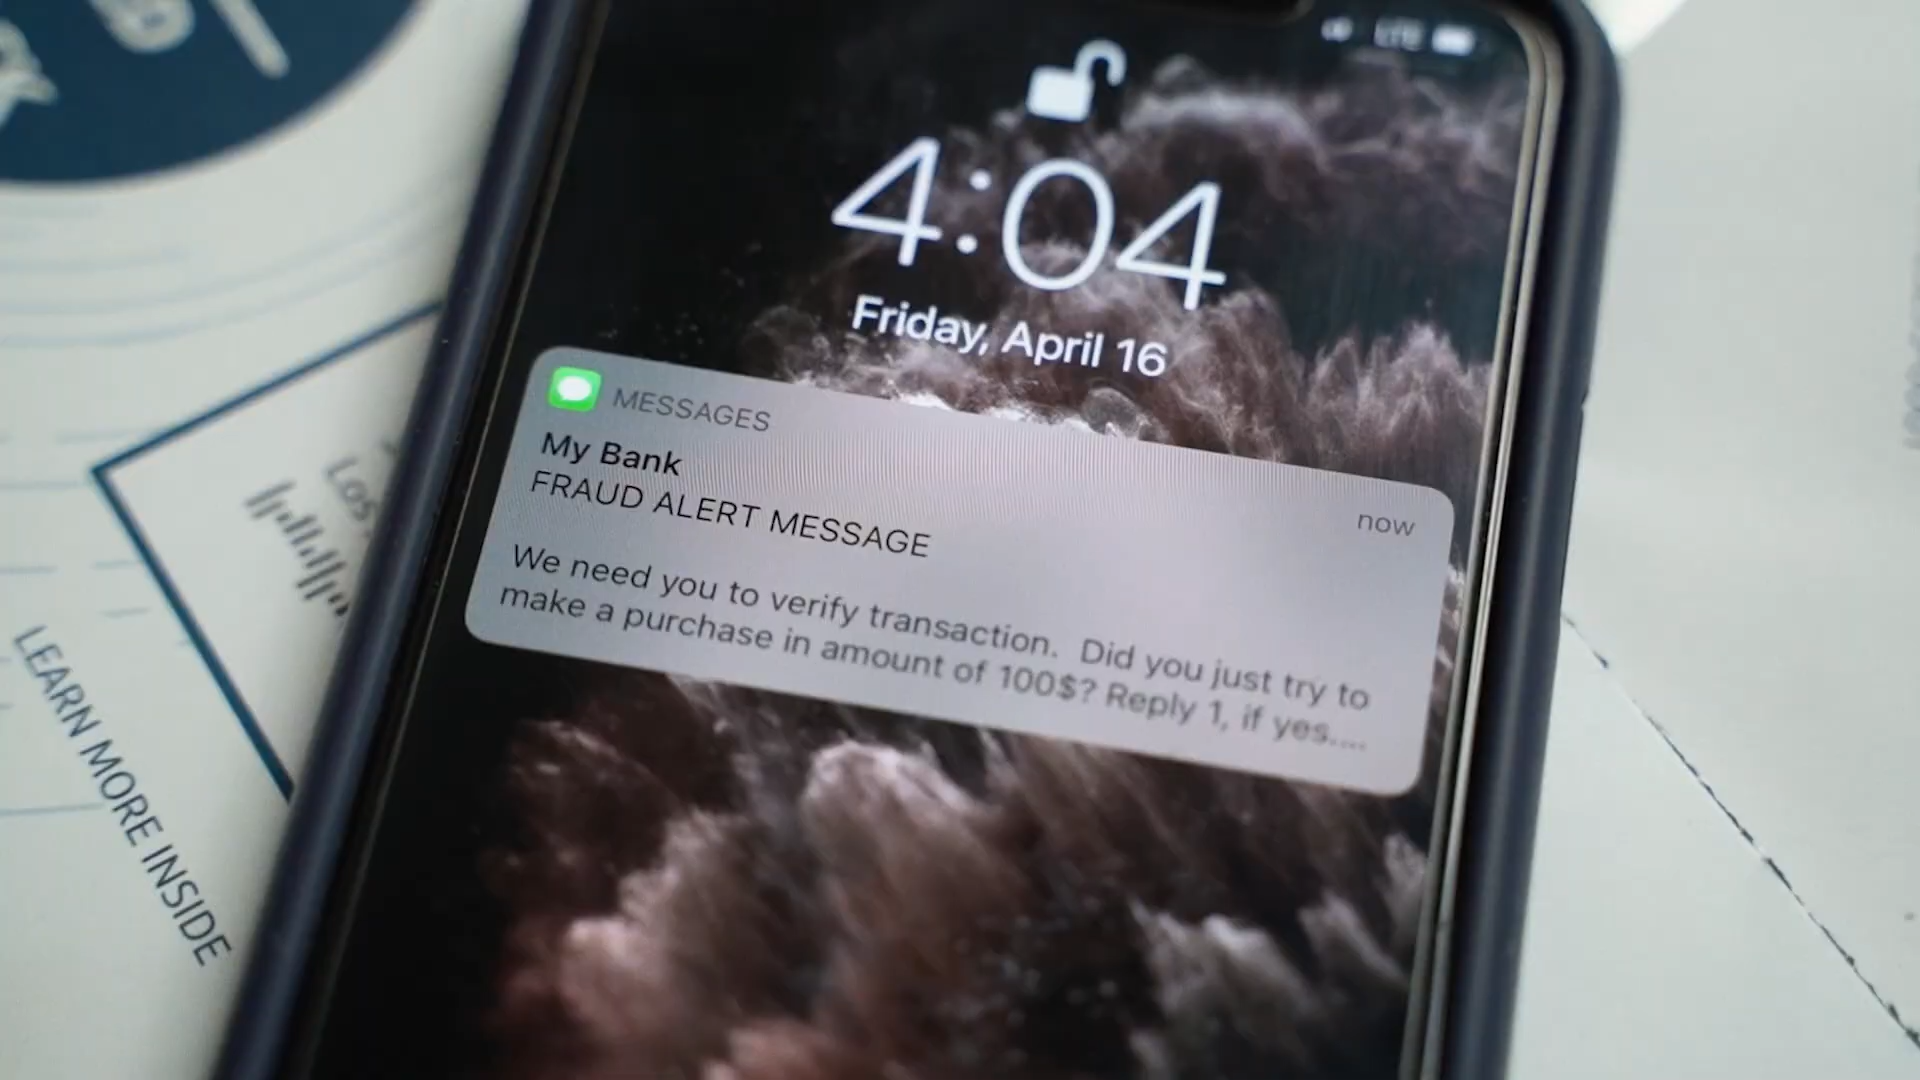 LTE
4:04
Friday, April 16
MESSAGES
now
My Bank
FRAUD ALERT MESSAGE
We need you to verify transaction. Did you just try to
make a purchase in amount of 100$? Reply 1, if yes....
LEARN MORE INSIDE